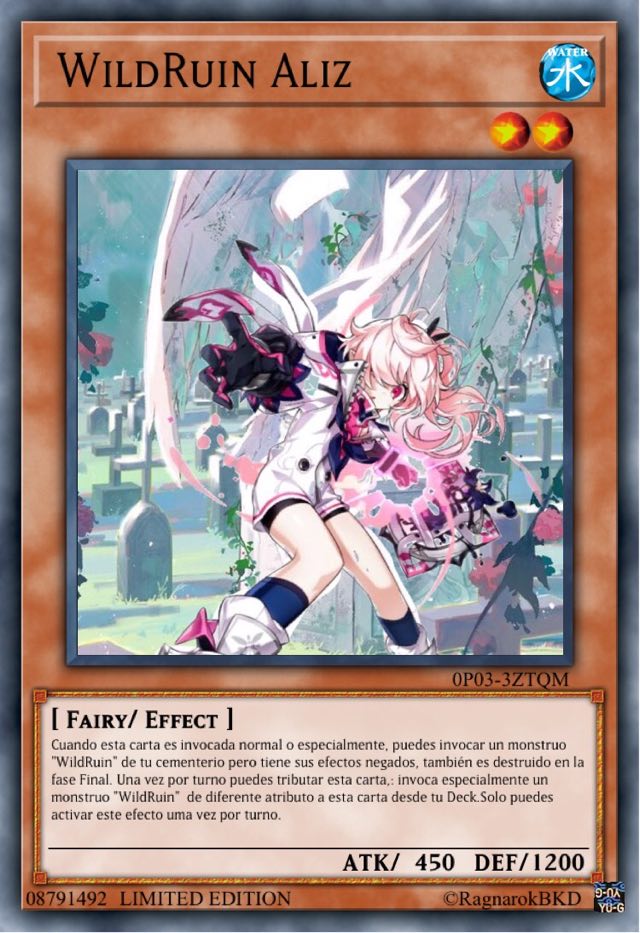 WildRuin Aliz
WATER
水
0P03-3ZTQM
[ Fairy/ Effect ]
Cuando esta carta es invocada normal o especialmente, puedes invocar un monstruo
"WildRuin" de tu cementerio pero tiene sus efectos negados, también es destruido en la
fase Final. Una vez por turno puedes tributar esta carta,: invoca especialmente un
monstruo "WildRuin"  de diferente atributo a esta carta desde tu Deck.Solo puedes
activar este efecto uma vez por turno.
ATK/ 450 DEF/1200
08791492 LIMITED EDITION ©RagnarokBKD